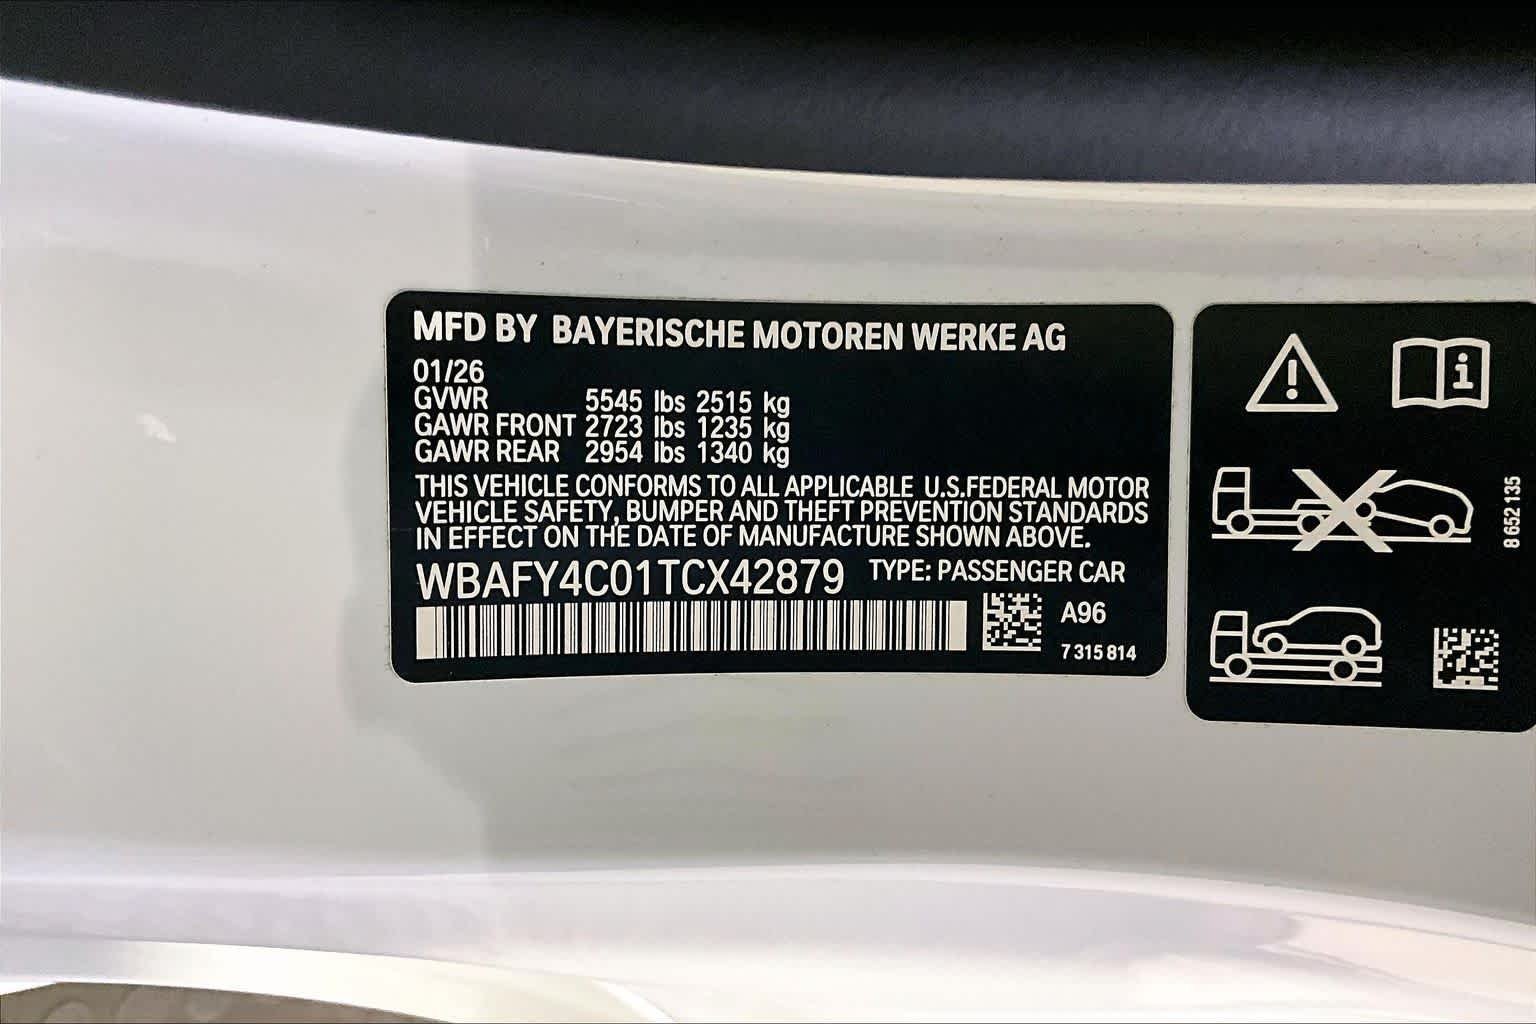 MFD BY BAYERISCHE MOTOREN WERKE AG
01/26
GVWR 5545 lbs 2515 kg
GAWR FRONT 2723 lbs 1235 kg
GAWR REAR 2954 lbs 1340 kg
THIS VEHICLE CONFORMS TO ALL APPLICABLE U.S.FEDERAL MOTOR
VEHICLE SAFETY, BUMPER AND THEFT PREVENTION STANDARDS
IN EFFECT ON THE DATE OF MANUFACTURE SHOWN ABOVE.
WBAFY4C01TCX42879 TYPE: PASSENGER CAR
A96
7 315 814
8 652 135